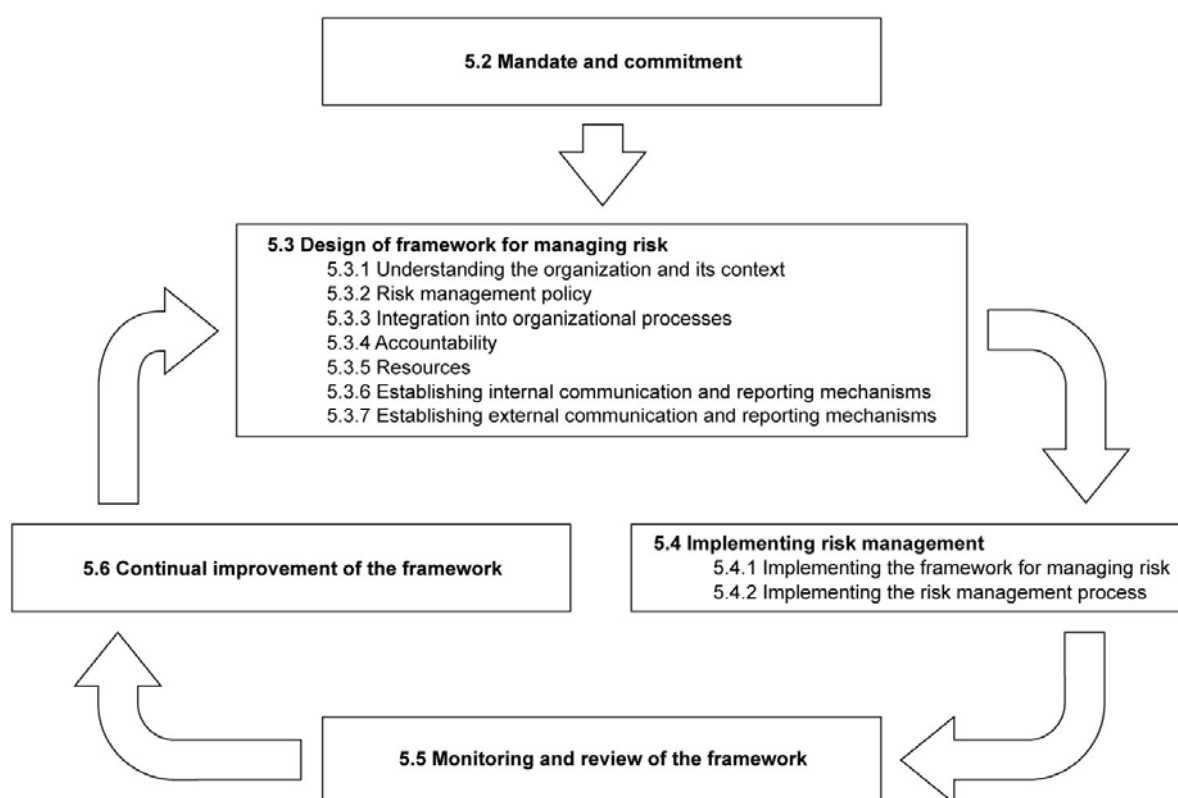 5.2 Mandate and commitment
5.3 Design of framework for managing risk
5.3.1 Understanding the organization and its context
5.3.2 Risk management policy
5.3.3 Integration into organizational processes
5.3.4 Accountability
5.3.5 Resources
5.3.6 Establishing internal communication and reporting mechanisms
5.3.7 Establishing external communication and reporting mechanisms
5.6 Continual improvement of the framework
5.4 Implementing risk management
5.4.1 Implementing the framework for managing risk
5.4.2 Implementing the risk management process
5.5 Monitoring and review of the framework